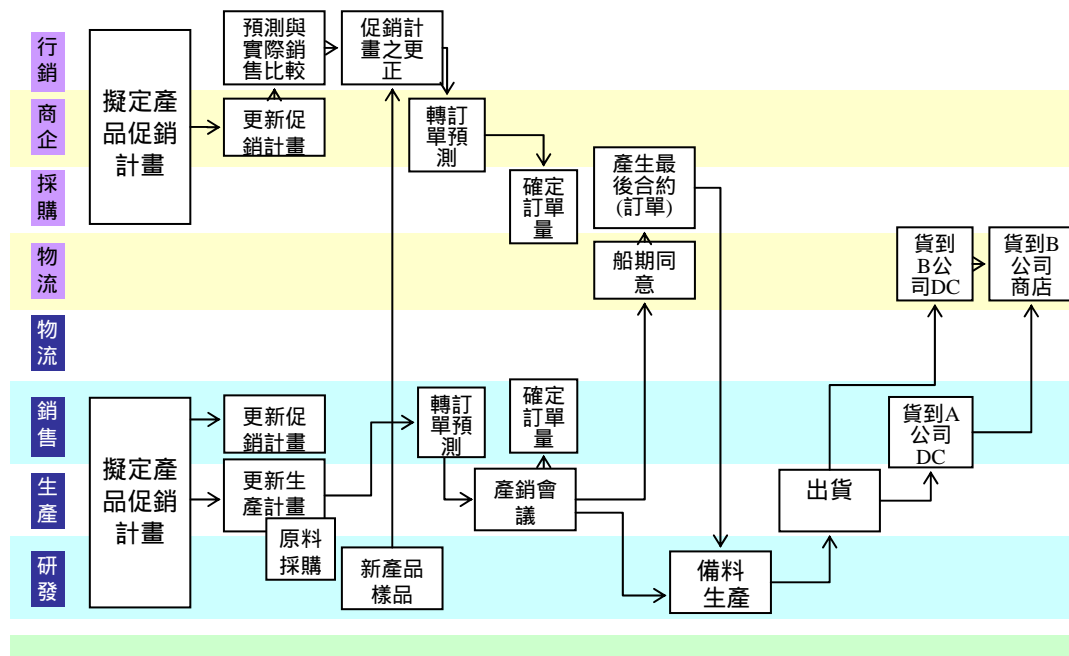 行
銷
商
企
採
購
物
流
物
流
銷
售
生
產
研
發
擬定產
品促銷
計畫
預測與
實際銷
售比較
促銷計
畫之更
正
更新促
銷計畫
轉訂
單預
測
確定
訂單
量
產生最
後合約
(訂單)
船期同
意
貨到
B公
司DC
貨到B
公司
商店
擬定產
品促銷
計畫
更新促
銷計畫
更新生
產計畫
原料
採購
新產品
樣品
轉訂
單預
測
確定
訂單
量
產銷會
議
備料
生產
出貨
貨到A
公司
DC